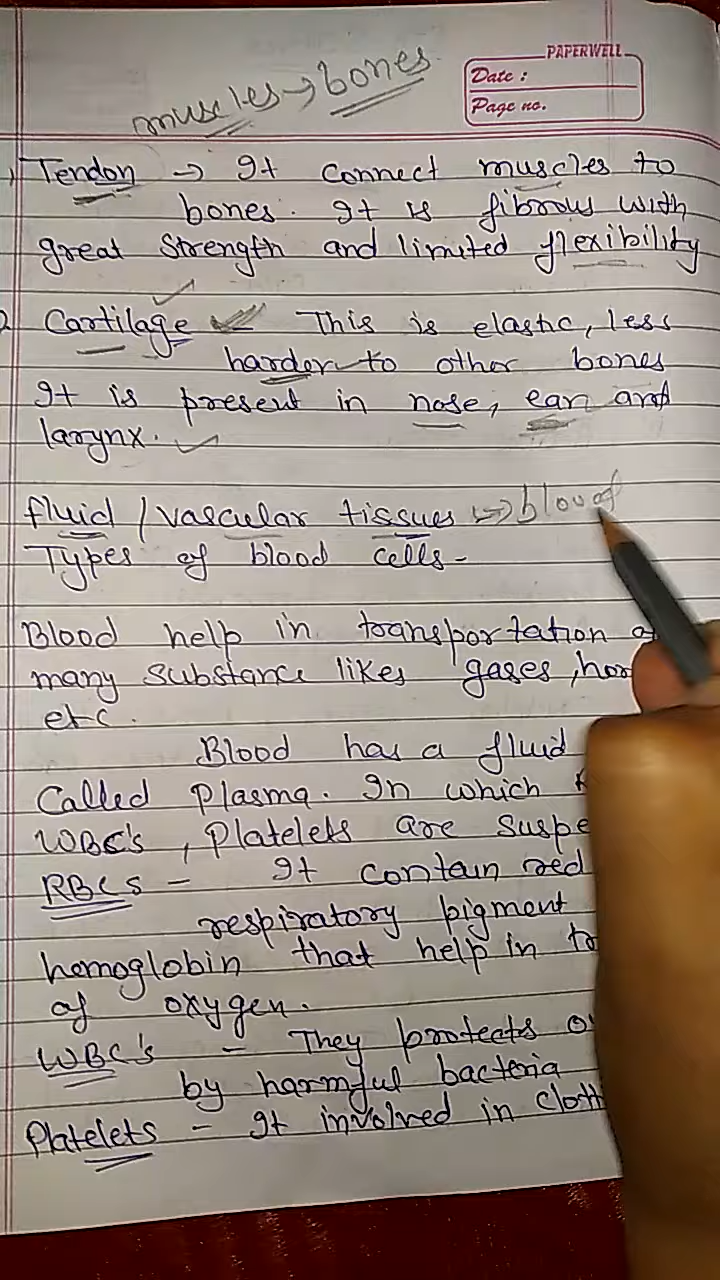 PAPERWELL
Date :
Page no.
muscles → bones
Tendon → It connect muscles to
bones. It is fibrous with
great strength and limited flexibility
2 Cartilage - This is elastic, less
harder to other bones
It is present in nose, ear and
larynx.
fluid / vascular tissues → blood
Types of blood cells -
Blood help in transportation
many substance likes gases, hor
etc.
Blood has a fluid
Called plasma. In which
WBC's, Platelets are suspe
RBCs - It contain red
respiratory pigment
hemoglobin that help in
of oxygen.
WBC's - They protects
by harmful bacteria
Platelets - It involved in clott